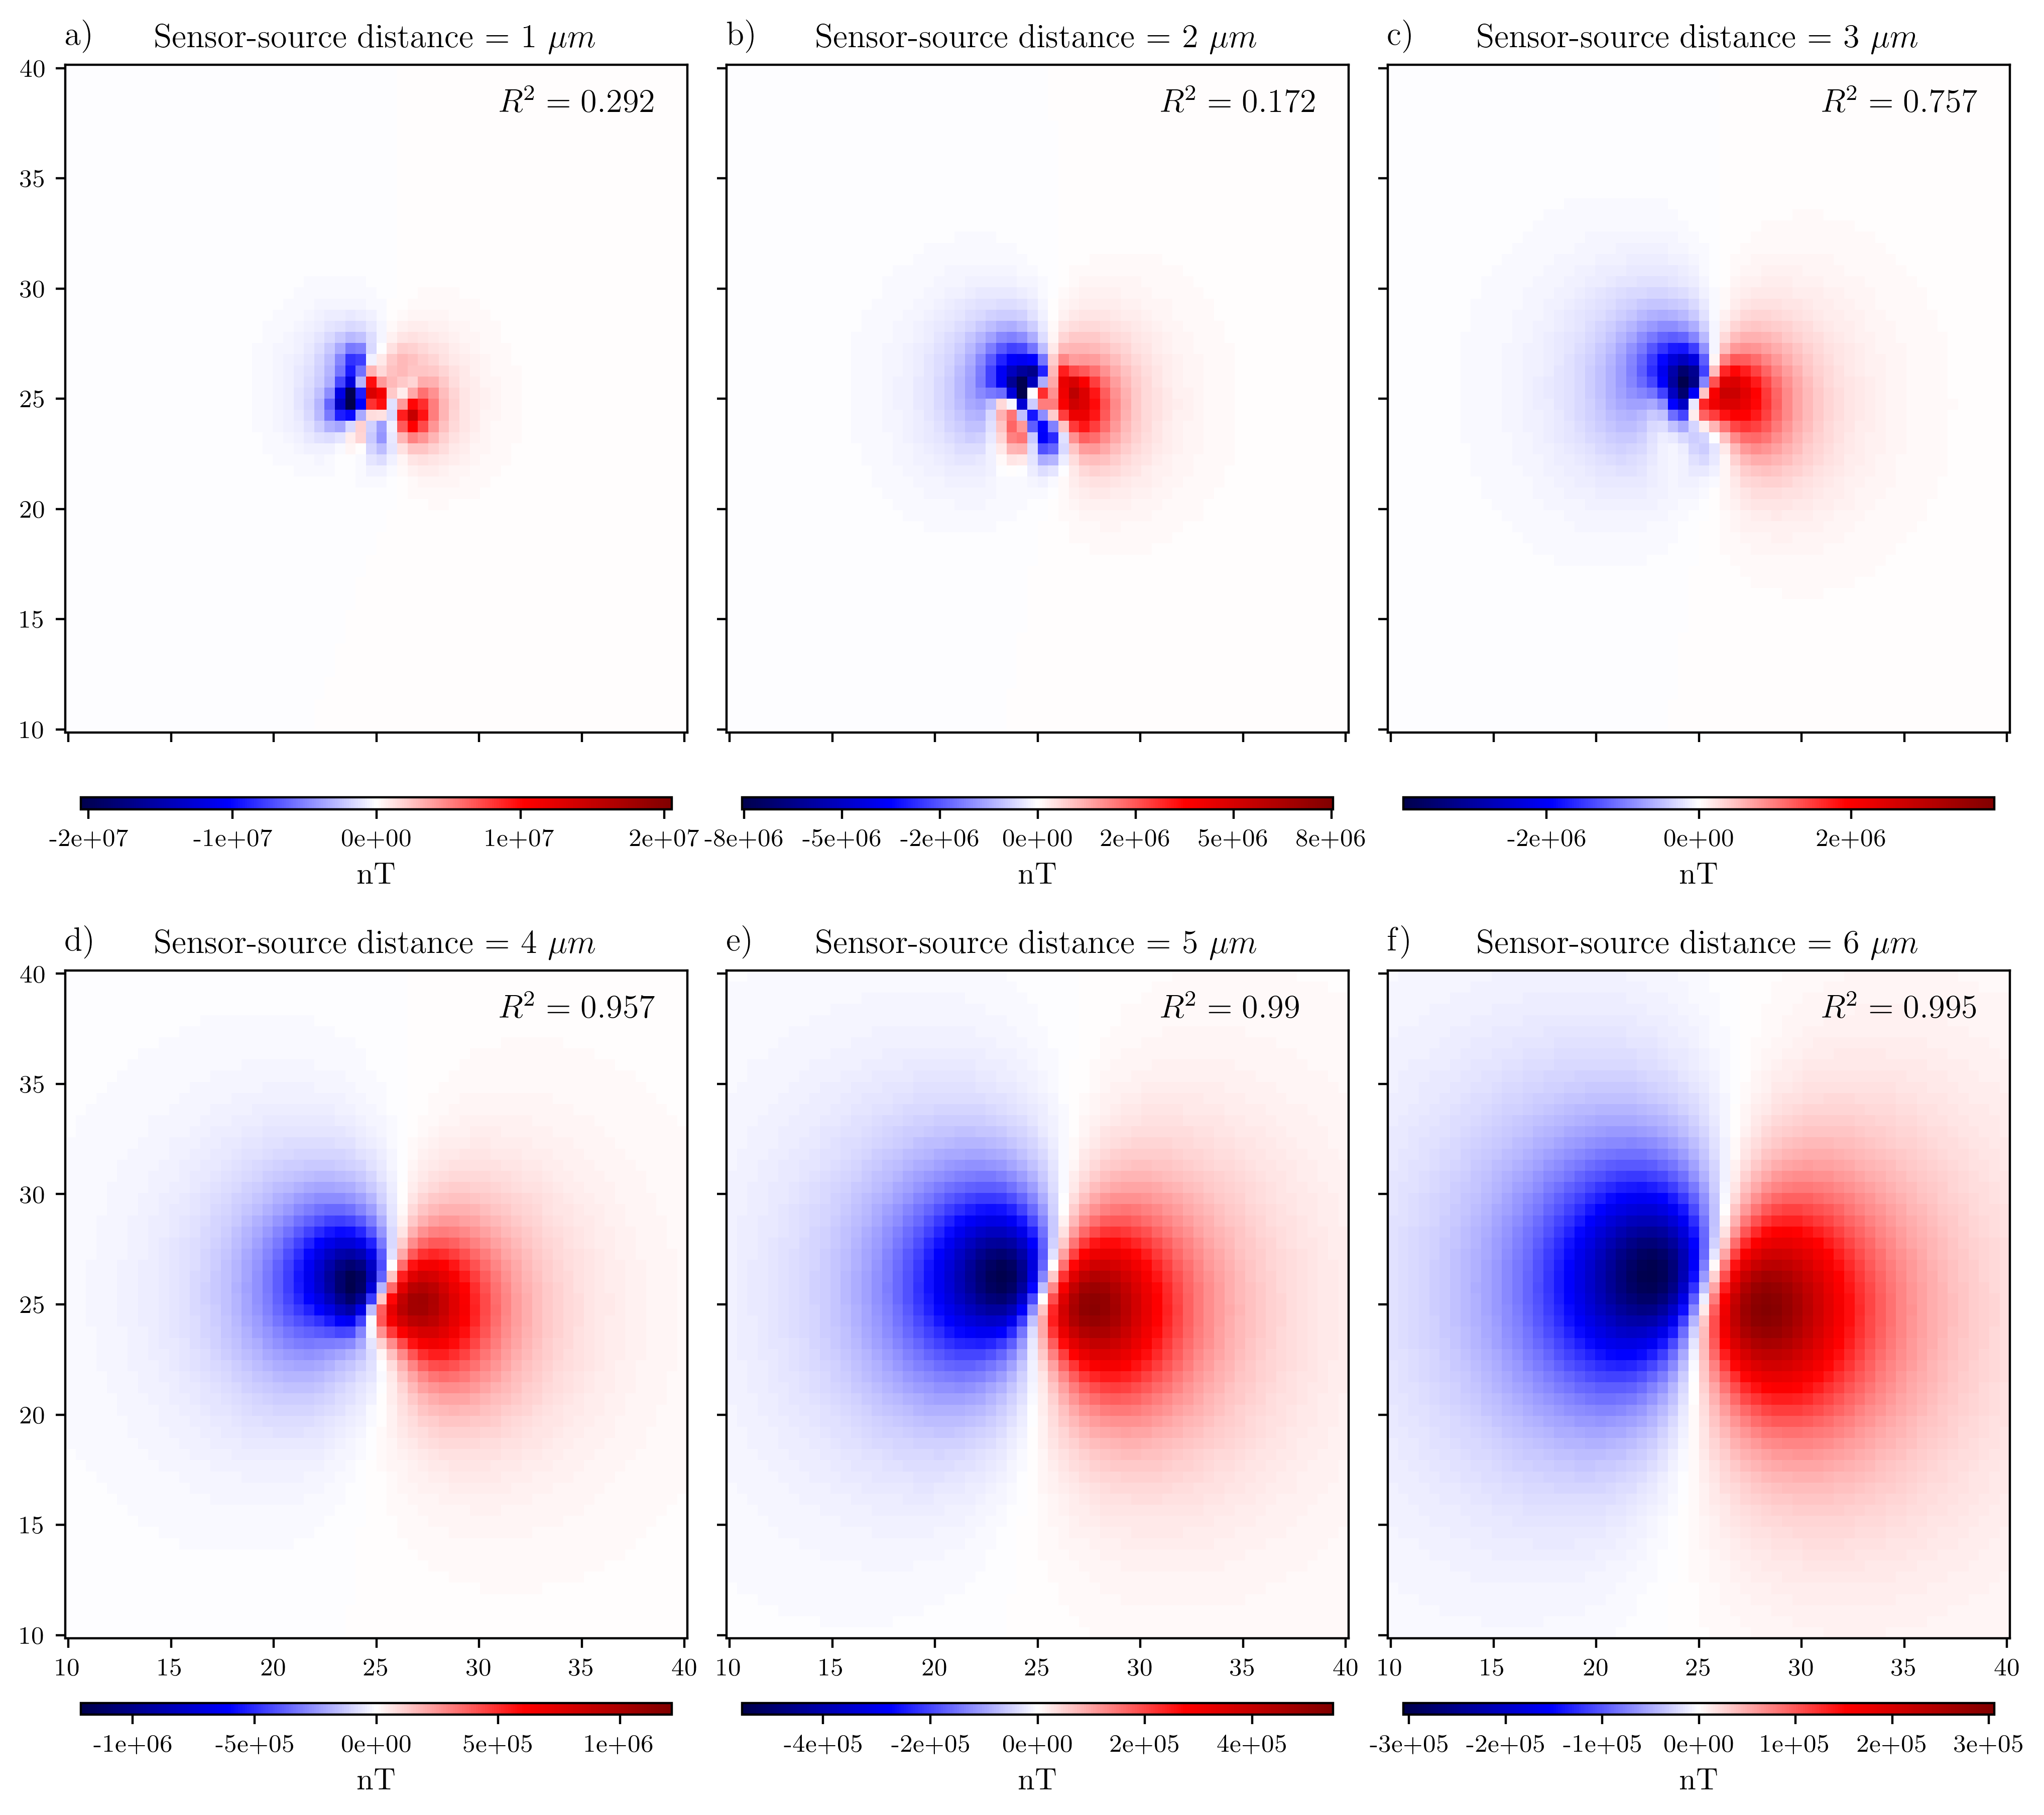 a) Sensor-source distance = 1 μm
b) Sensor-source distance = 2 μm
c) Sensor-source distance = 3 μm
R² = 0.292
R² = 0.172
R² = 0.757
40
35
30
25
20
15
10
-2e+07 -1e+07 0e+00 1e+07 2e+07
nT
-8e+06 -5e+06 -2e+06 0e+00 2e+06 5e+06 8e+06
nT
-2e+06 0e+00 2e+06
nT
d) Sensor-source distance = 4 μm
e) Sensor-source distance = 5 μm
f) Sensor-source distance = 6 μm
R² = 0.957
R² = 0.99
R² = 0.995
40
35
30
25
20
15
10
10 15 20 25 30 35 40
10 15 20 25 30 35 40
10 15 20 25 30 35 40
-1e+06 -5e+05 0e+00 5e+05 1e+06
nT
-4e+05 -2e+05 0e+00 2e+05 4e+05
nT
-3e+05 -2e+05 -1e+05 0e+00 1e+05 2e+05 3e+05
nT